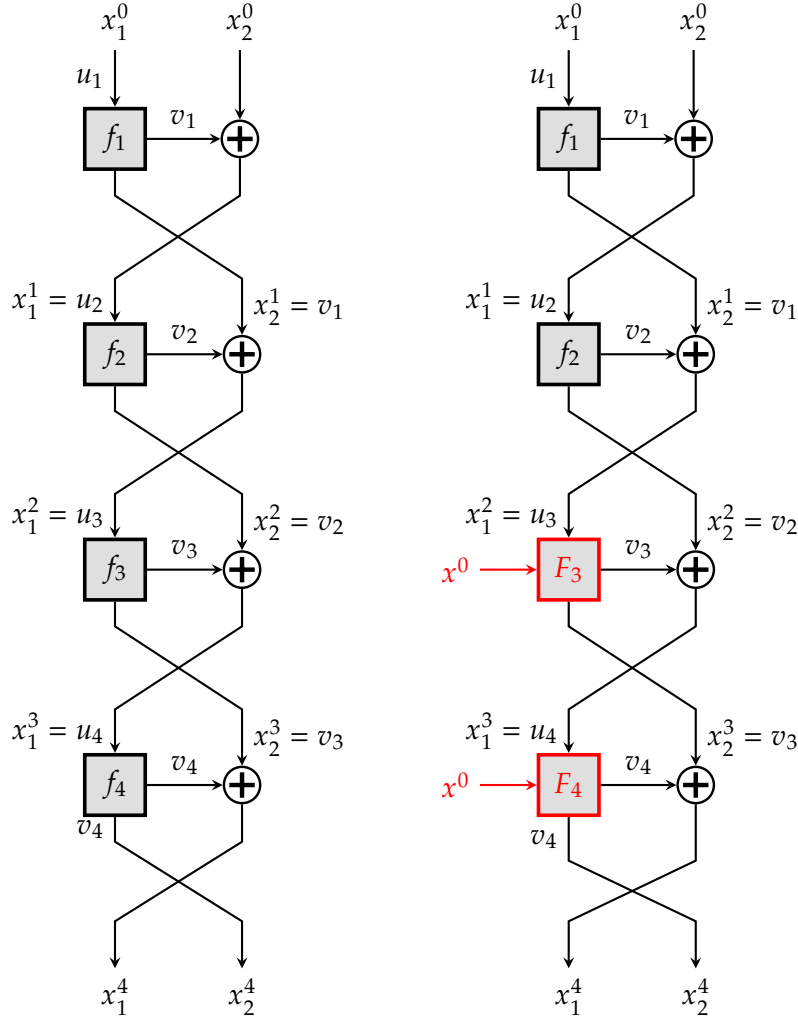 x_1^0 x_2^0 x_1^0 x_2^0
u_1 u_1
f_1 v_1 f_1 v_1
x_1^1 = u_2 x_2^1 = v_1 x_1^1 = u_2 x_2^1 = v_1
f_2 v_2 f_2 v_2
x_1^2 = u_3 x_2^2 = v_2 x_1^2 = u_3 x_2^2 = v_2
f_3 v_3 x^0 F_3 v_3
x_1^3 = u_4 x_2^3 = v_3 x_1^3 = u_4 x_2^3 = v_3
f_4 v_4 x^0 F_4 v_4
v_4 v_4
x_1^4 x_2^4 x_1^4 x_2^4